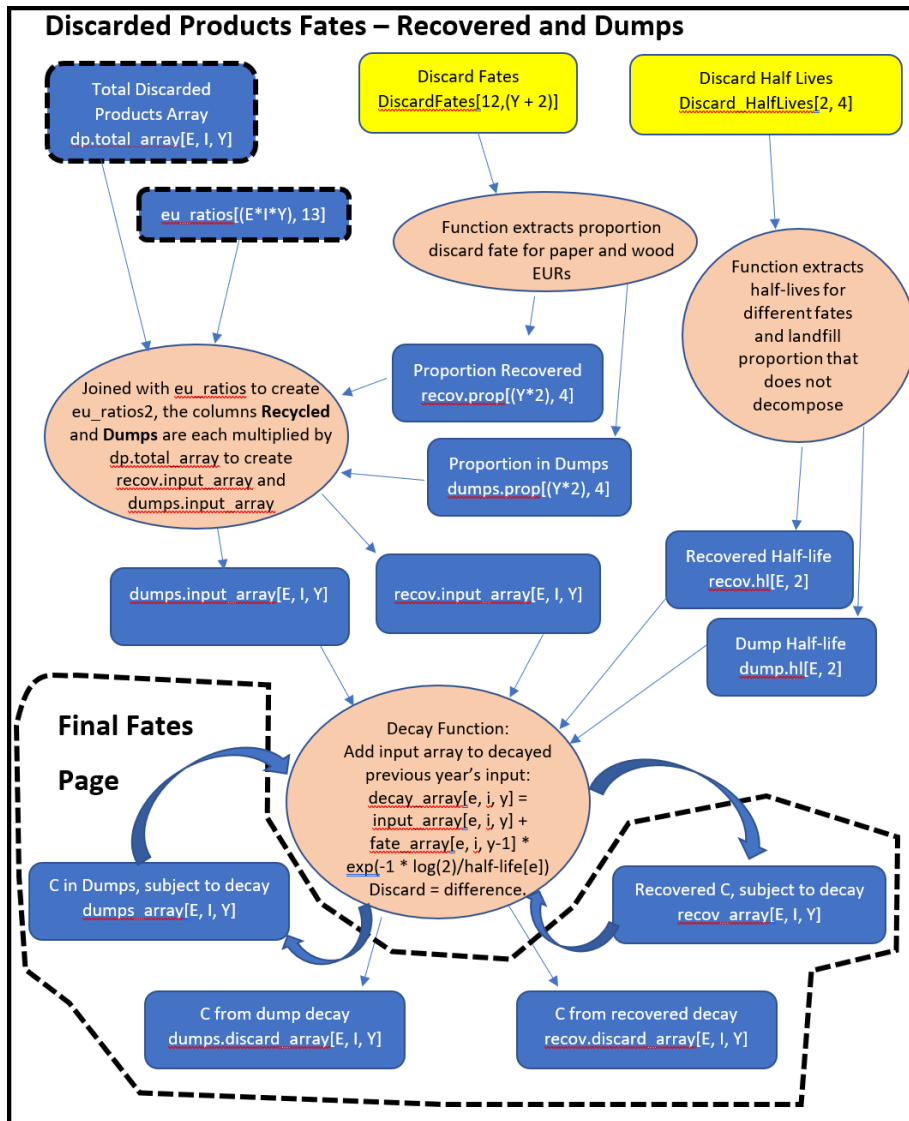 Discarded Products Fates – Recovered and Dumps
Total Discarded
Products Array
dp.total_array[E, I, Y]
Discard Fates
DiscardFates[12,(Y + 2)]
Discard Half Lives
Discard_HalfLives[2, 4]
eu_ratios[(E*I*Y), 13]
Function extracts proportion
discard fate for paper and wood
EURs
Function extracts
half-lives for
different fates
and landfill
proportion that
does not
decompose
Joined with eu_ratios to create
eu_ratios2, the columns Recycled
and Dumps are each multiplied by
dp.total_array to create
recov.input_array and
dumps.input_array
Proportion Recovered
recov.prop[(Y*2), 4]
Proportion in Dumps
dumps.prop[(Y*2), 4]
dumps.input_array[E, I, Y]
recov.input_array[E, I, Y]
Recovered Half-life
recov.hl[E, 2]
Dump Half-life
dump.hl[E, 2]
Final Fates
Page
Decay Function:
Add input array to decayed
previous year's input:
decay_array[e, i, y] =
input_array[e, i, y] +
fate_array[e, i, y-1] *
exp(-1 * log(2)/half-life[e])
Discard = difference.
C in Dumps, subject to decay
dumps_array[E, I, Y]
Recovered C, subject to decay
recov_array[E, I, Y]
C from dump decay
dumps.discard_array[E, I, Y]
C from recovered decay
recov.discard_array[E, I, Y]